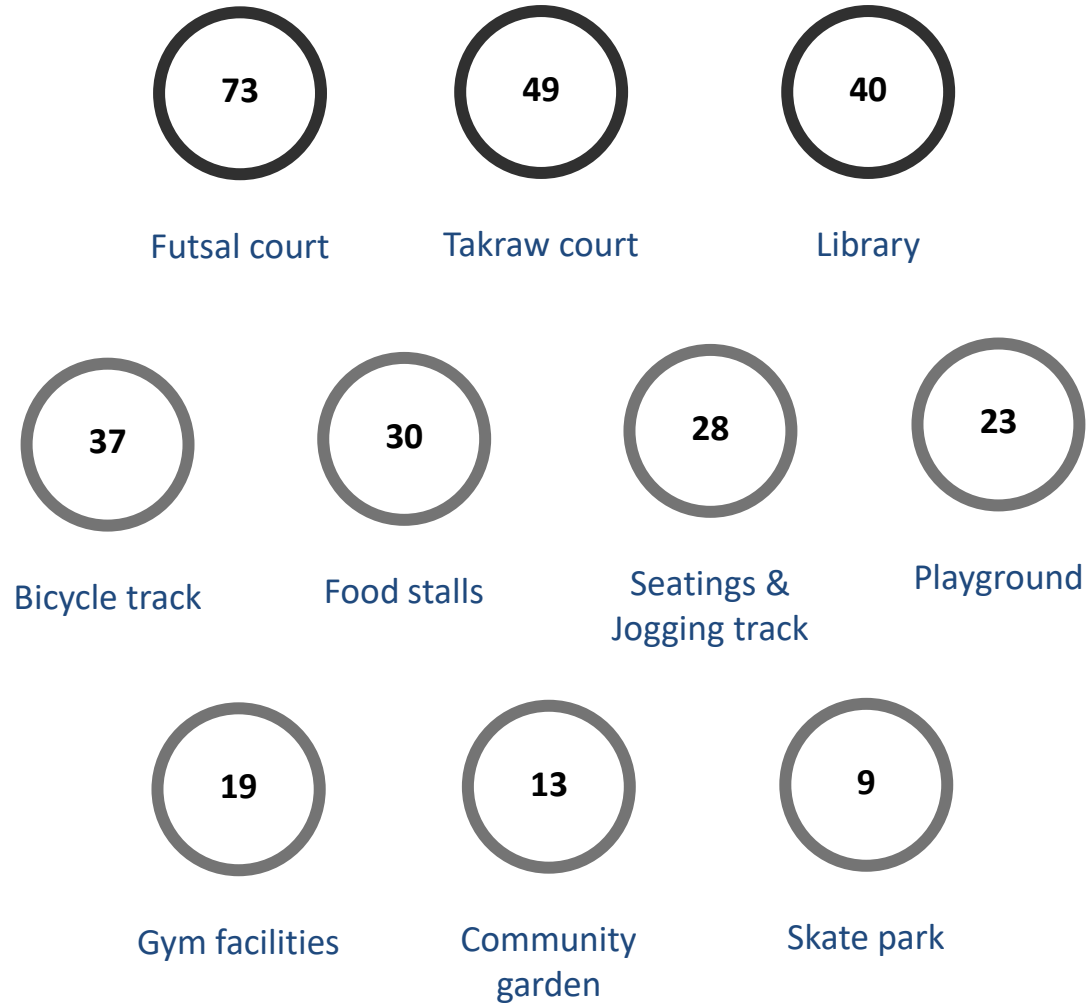 73
49
40
Futsal court
Takraw court
Library
37
30
28
23
Bicycle track
Food stalls
Seatings &
Jogging track
Playground
19
13
9
Gym facilities
Community
garden
Skate park